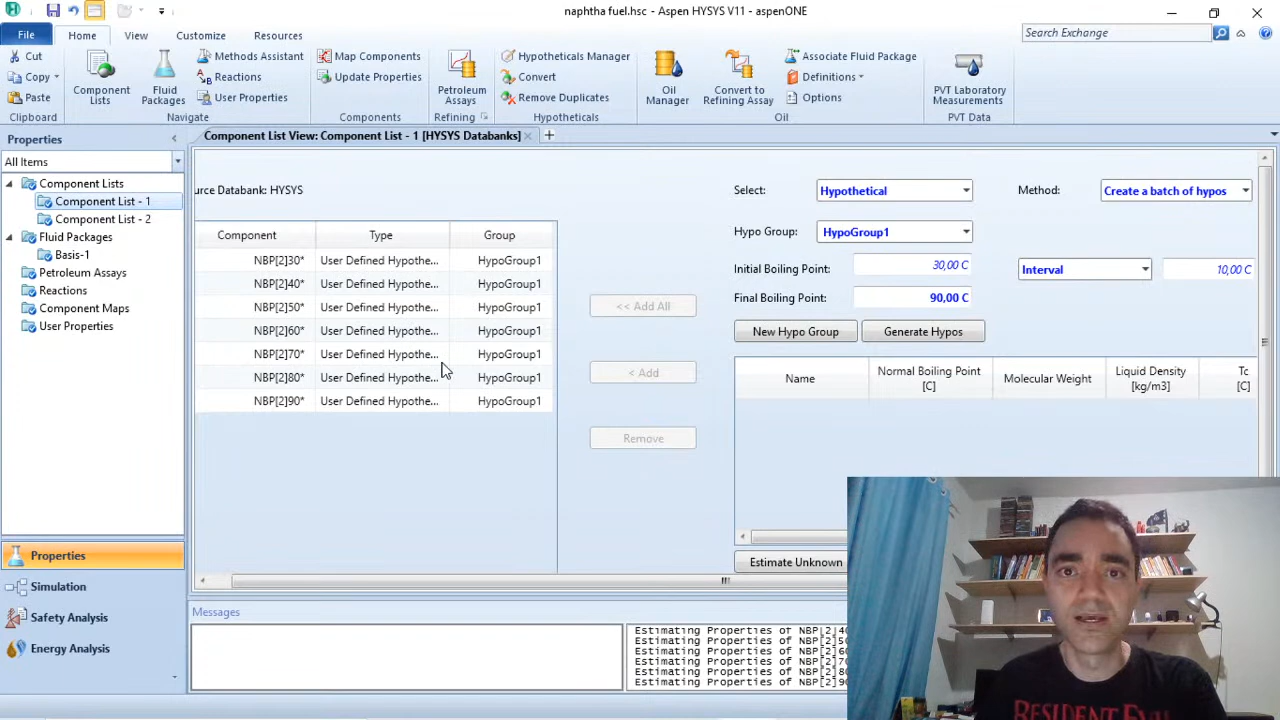 naphtha fuel.hsc - Aspen HYSYS V11 - aspenONE
File
Home
View
Customize
Resources
Search Exchange
Cut
Copy
Paste
Clipboard
Component Lists
Fluid Packages
Methods Assistant
Reactions
User Properties
Navigate
Map Components
Update Properties
Components
Petroleum Assays
Refining
Hypotheticals Manager
Convert
Remove Duplicates
Hypotheticals
Oil Manager
Convert to Refining Assay
Associate Fluid Package
Definitions
Options
Oil
PVT Laboratory Measurements
PVT Data
Properties
All Items
Component Lists
Component List - 1
Component List - 2
Fluid Packages
Basis-1
Petroleum Assays
Reactions
Component Maps
User Properties
Properties
Simulation
Safety Analysis
Energy Analysis
Component List View: Component List - 1 [HYSYS Databanks]
urce Databank: HYSYS
Component Type Group
NBP[2]30* User Defined Hypothe... HypoGroup1
NBP[2]40* User Defined Hypothe... HypoGroup1
NBP[2]50* User Defined Hypothe... HypoGroup1
NBP[2]60* User Defined Hypothe... HypoGroup1
NBP[2]70* User Defined Hypothe... HypoGroup1
NBP[2]80* User Defined Hypothe... HypoGroup1
NBP[2]90* User Defined Hypothe... HypoGroup1
<< Add All
< Add
Remove
Select: Hypothetical Method: Create a batch of hypos
Hypo Group: HypoGroup1
Initial Boiling Point: 30,00 C Interval 10,00 C
Final Boiling Point: 90,00 C
New Hypo Group Generate Hypos
Name Normal Boiling Point [C] Molecular Weight Liquid Density [kg/m3] Tc [C]
Estimate Unknown
Messages
Estimating Properties of NBP[2]40
Estimating Properties of NBP[2]50
Estimating Properties of NBP[2]60
Estimating Properties of NBP[2]70
Estimating Properties of NBP[2]80
Estimating Properties of NBP[2]90
RESIDENT EVIL